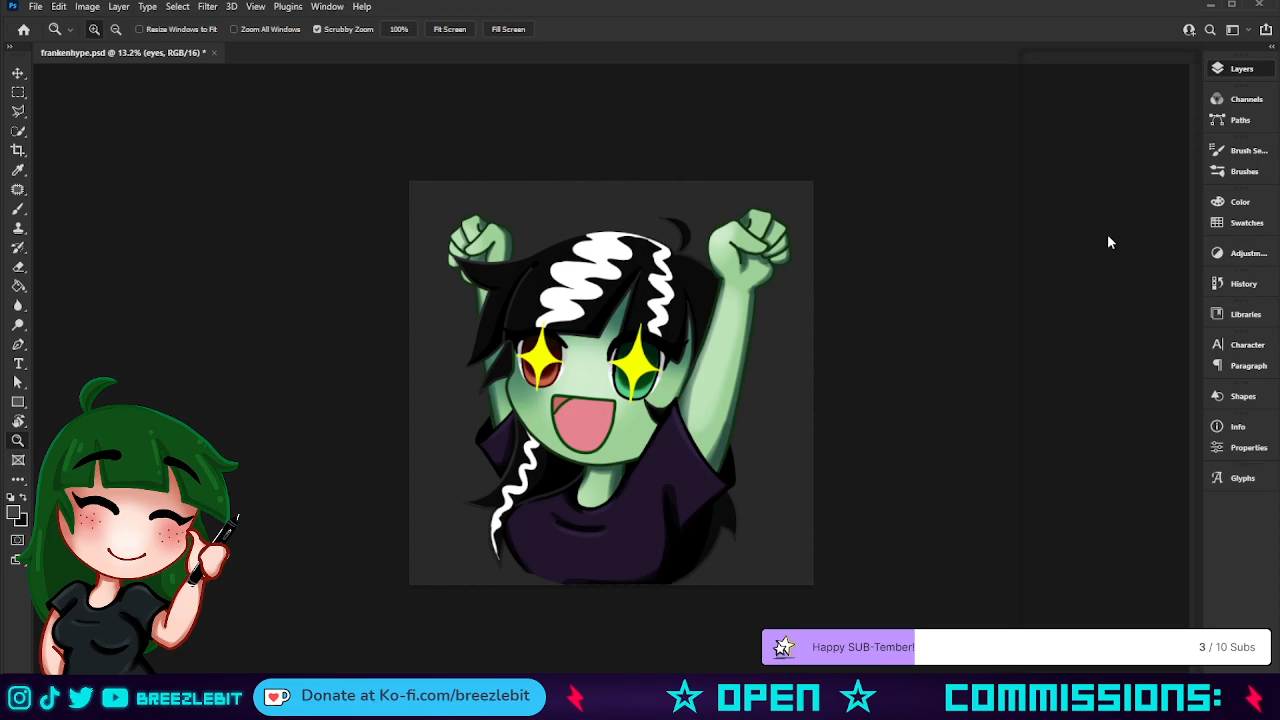 Ps File Edit Image Layer Type Select Filter 3D View Plugins Window Help
Resize Windows to Fit Zoom All Windows Scrubby Zoom 100% Fit Screen Fill Screen
frankenhype.psd @ 13.2% (eyes, RGB/16) * ×
Layers
Channels
Paths
Brush Se...
Brushes
Color
Swatches
Adjustm...
History
Libraries
Character
Paragraph
Shapes
Info
Properties
Glyphs
Happy SUB-Tember! 3 / 10 Subs
BREEZLEBIT Donate at Ko-fi.com/breezlebit OPEN COMMISSIONS: